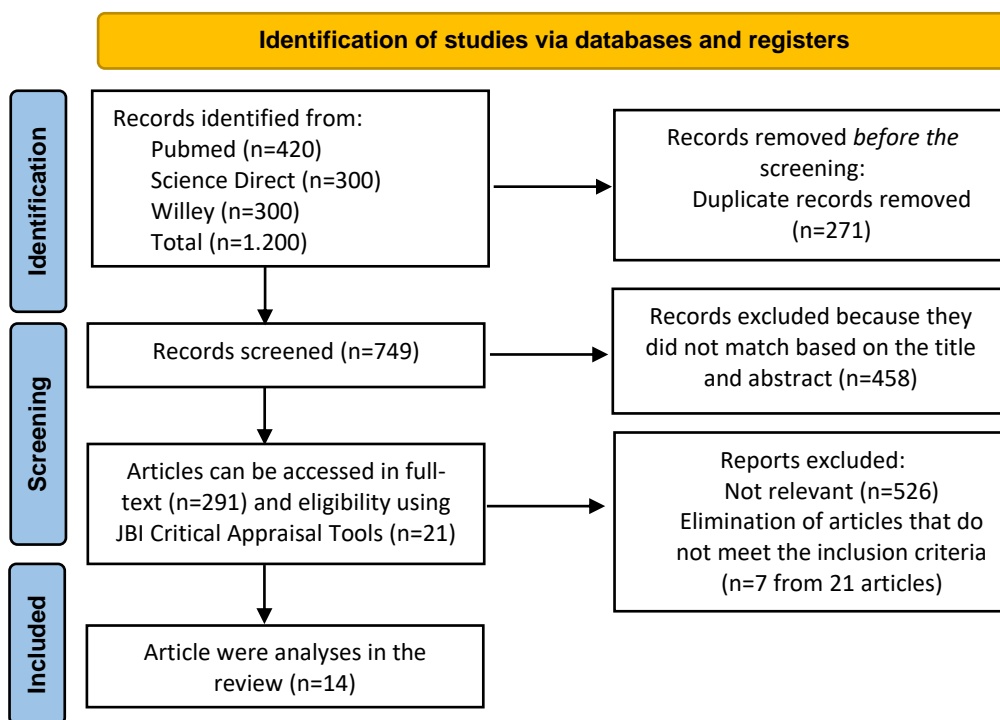 Identification of studies via databases and registers
Identification
Records identified from:
Pubmed (n=420)
Science Direct (n=300)
Willey (n=300)
Total (n=1.200)
Records removed before the
screening:
Duplicate records removed
(n=271)
Screening
Records screened (n=749)
Records excluded because they
did not match based on the title
and abstract (n=458)
Articles can be accessed in full-
text (n=291) and eligibility using
JBI Critical Appraisal Tools (n=21)
Reports excluded:
Not relevant (n=526)
Elimination of articles that do
not meet the inclusion criteria
(n=7 from 21 articles)
Included
Article were analyses in the
review (n=14)